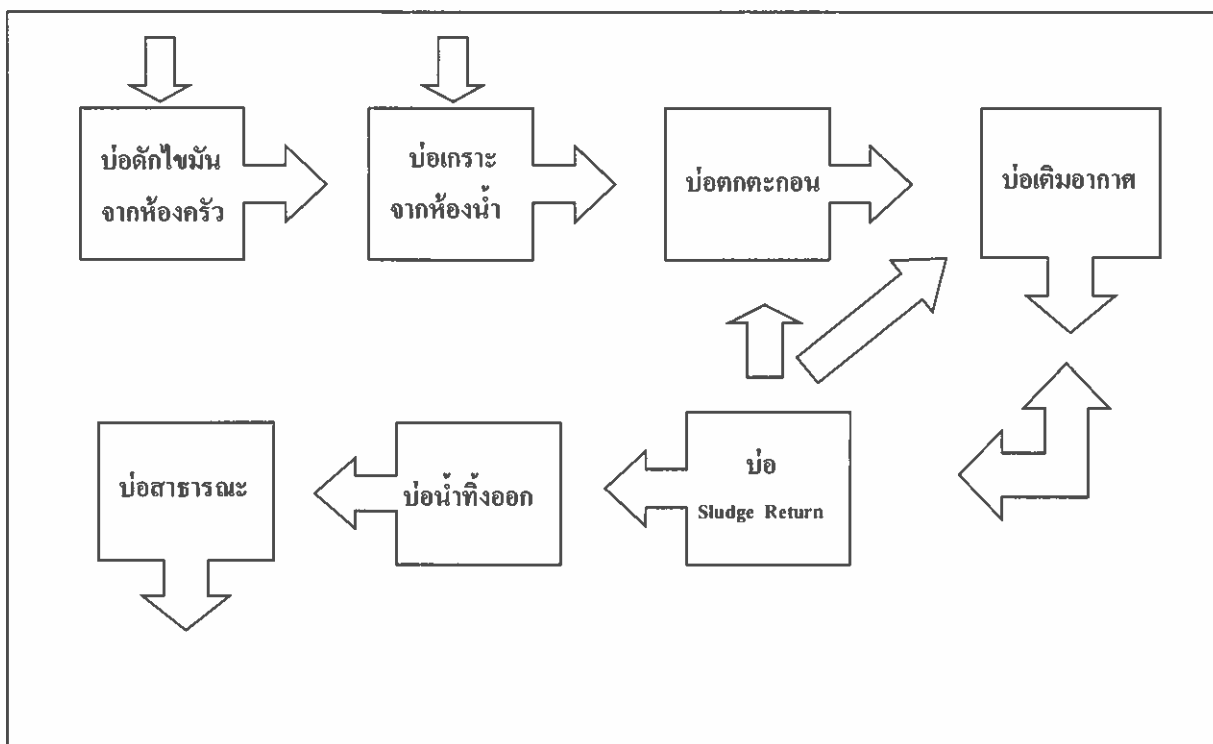 บ่อดักไขมัน
จากห้องครัว
บ่อเกราะ
จากห้องน้ำ
บ่อตกตะกอน
บ่อเติมอากาศ
บ่อสาธารณะ
บ่อน้ำทิ้งออก
บ่อ
Sludge Return